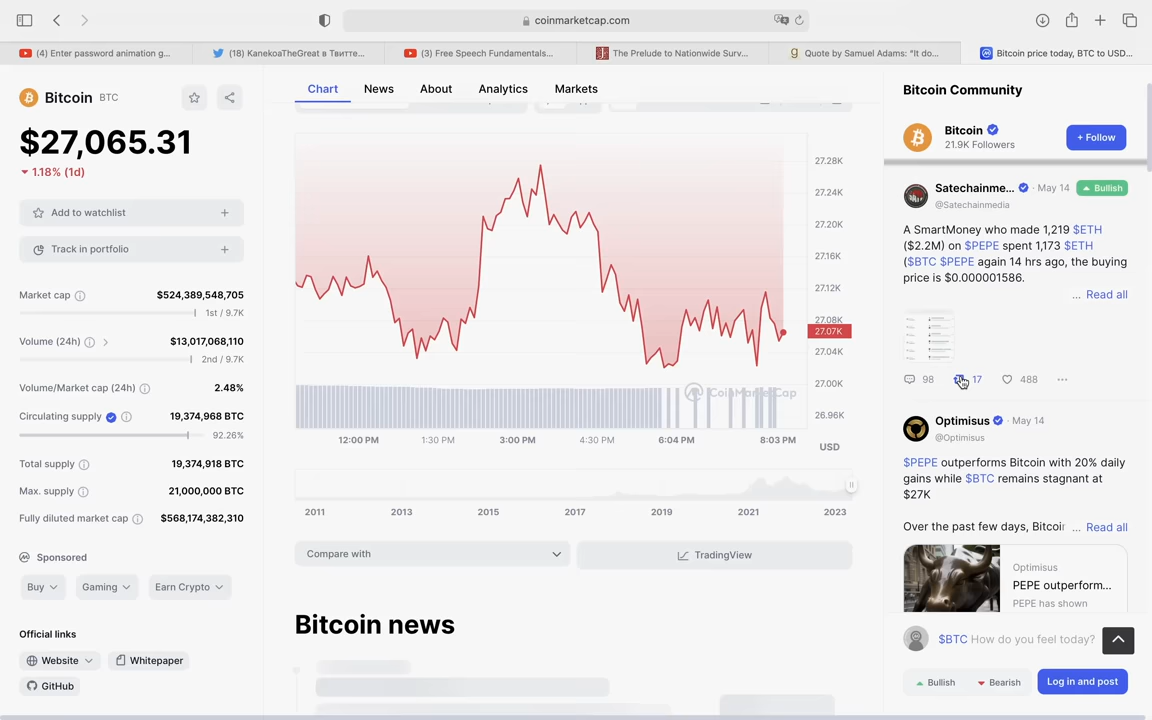 coinmarketcap.com
(4) Enter password animation g...
(18) KanekoaTheGreat в Твитте...
(3) Free Speech Fundamentals...
The Prelude to Nationwide Surv...
Quote by Samuel Adams: "It do...
Bitcoin price today, BTC to USD...
Bitcoin BTC
$27,065.31
1.18% (1d)
Add to watchlist +
Track in portfolio +
Market cap $524,389,548,705
1st / 9.7K
Volume (24h) $13,017,068,110
2nd / 9.7K
Volume/Market cap (24h) 2.48%
Circulating supply 19,374,968 BTC
92.26%
Total supply 19,374,918 BTC
Max. supply 21,000,000 BTC
Fully diluted market cap $568,174,382,310
Sponsored
Buy
Gaming
Earn Crypto
Official links
Website
Whitepaper
GitHub
Chart News About Analytics Markets
27.28K
27.24K
27.20K
27.16K
27.12K
27.08K
27.07K
27.04K
27.00K
26.96K
CoinMarketCap
12:00 PM 1:30 PM 3:00 PM 4:30 PM 6:04 PM 8:03 PM
USD
2011 2013 2015 2017 2019 2021 2023
Compare with
TradingView
Bitcoin news
Bitcoin Community
Bitcoin
21.9K Followers
+ Follow
Satechainme... · May 14 Bullish
@Satechainmedia
A SmartMoney who made 1,219 $ETH
($2.2M) on $PEPE spent 1,173 $ETH
($BTC $PEPE again 14 hrs ago, the buying
price is $0.000001586.
... Read all
98 17 488 ...
Optimisus · May 14
@Optimisus
$PEPE outperforms Bitcoin with 20% daily
gains while $BTC remains stagnant at
$27K
Over the past few days, Bitcoin ... Read all
Optimisus
PEPE outperform...
PEPE has shown
$BTC How do you feel today?
Bullish
Bearish
Log in and post